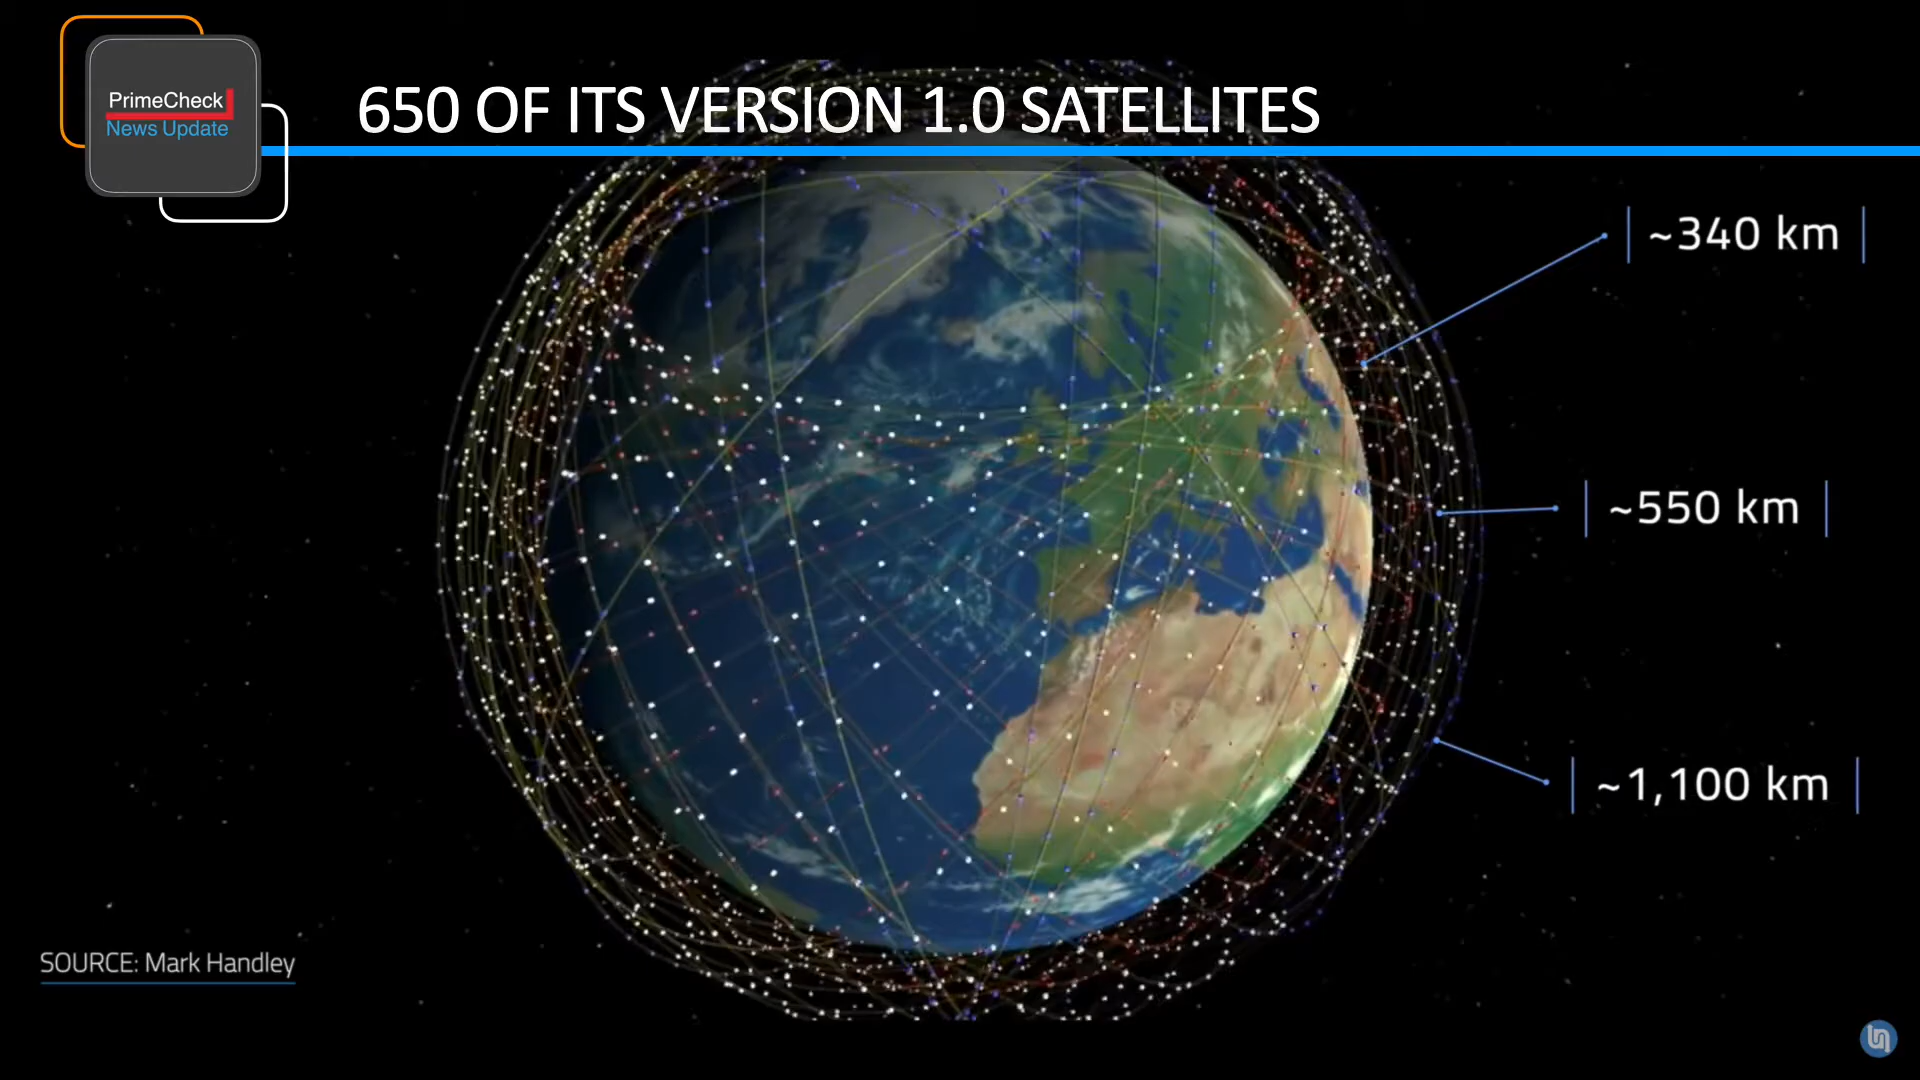 PrimeCheck
News Update
650 OF ITS VERSION 1.0 SATELLITES
~340 km
~550 km
~1,100 km
SOURCE: Mark Handley